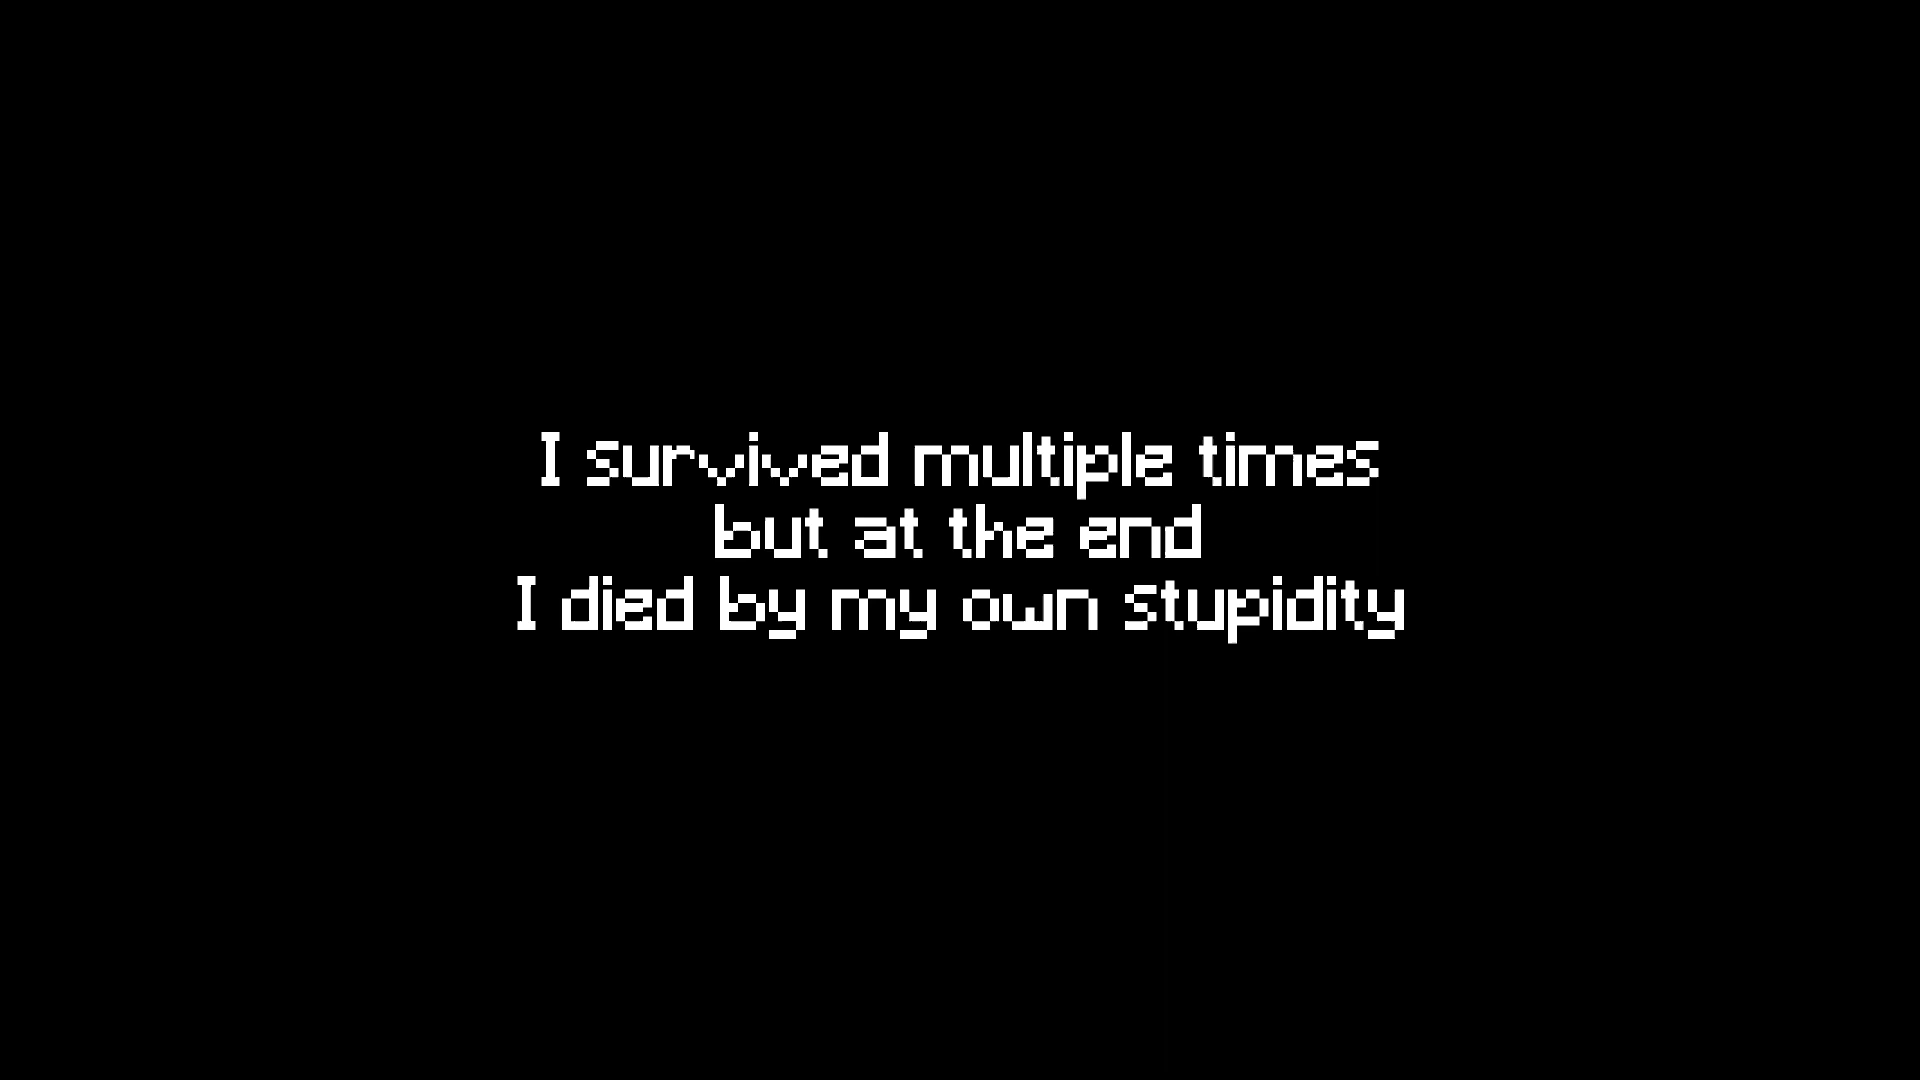 I survived multiple times
but at the end
I died by my own stupidity